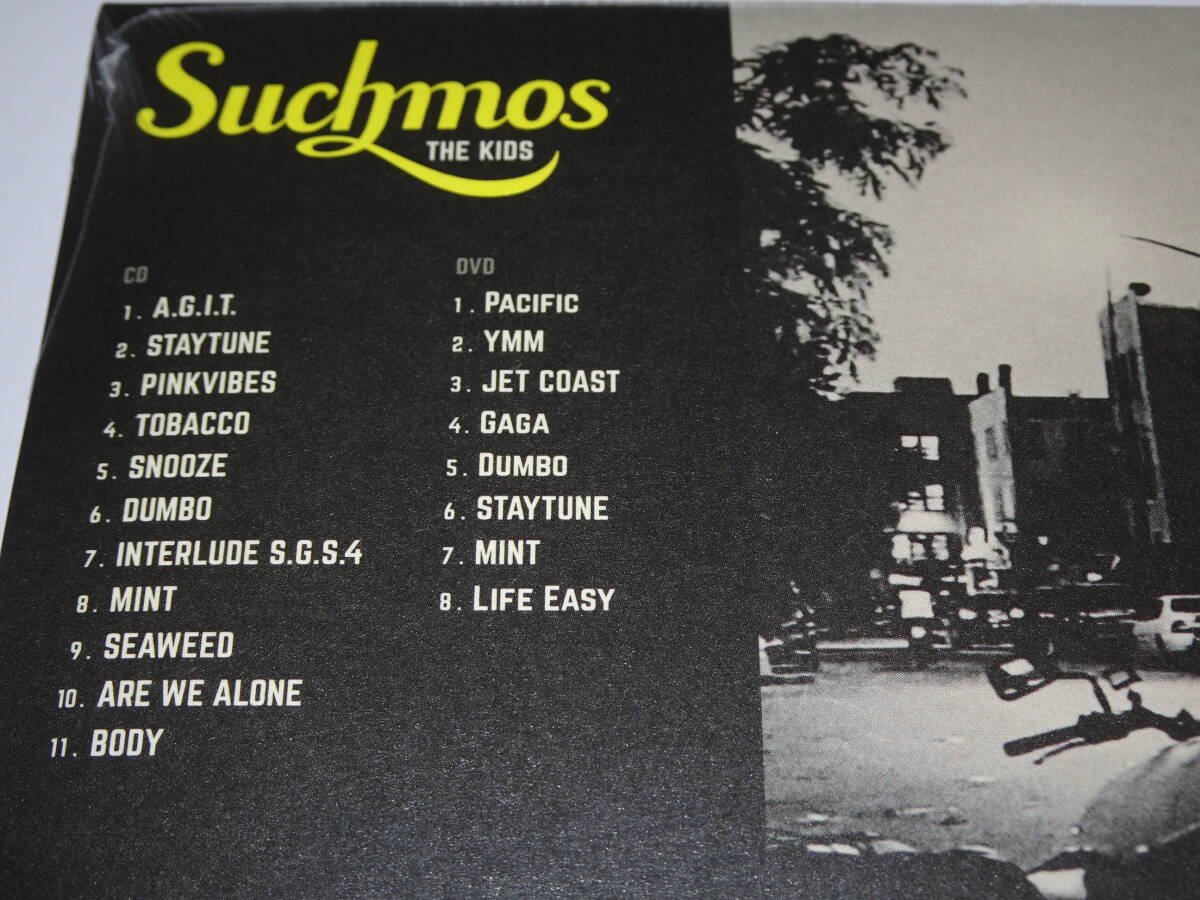 Suchmos
THE KIDS
CD
1. A.G.I.T.
2. STAYTUNE
3. PINKVIBES
4. TOBACCO
5. SNOOZE
6. DUMBO
7. INTERLUDE S.G.S.4
8. MINT
9. SEAWEED
10. ARE WE ALONE
11. BODY
DVD
1. PACIFIC
2. YMM
3. JET COAST
4. GAGA
5. DUMBO
6. STAYTUNE
7. MINT
8. LIFE EASY